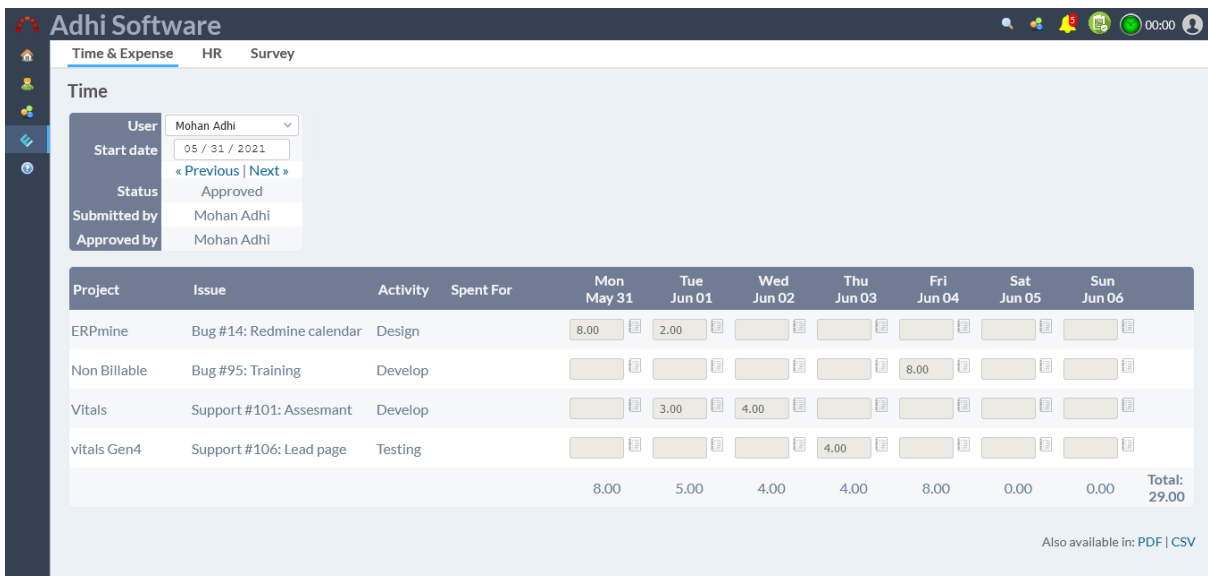 Adhi Software
5
00:00
Time & Expense HR Survey
Time
User Mohan Adhi
Start date 05 / 31 / 2021
« Previous | Next »
Status Approved
Submitted by Mohan Adhi
Approved by Mohan Adhi
Project Issue Activity Spent For Mon May 31 Tue Jun 01 Wed Jun 02 Thu Jun 03 Fri Jun 04 Sat Jun 05 Sun Jun 06
ERPmine Bug #14: Redmine calendar Design 8.00 2.00
Non Billable Bug #95: Training Develop 8.00
Vitals Support #101: Assesmant Develop 3.00 4.00
vitals Gen4 Support #106: Lead page Testing 4.00
8.00 5.00 4.00 4.00 8.00 0.00 0.00 Total: 29.00
Also available in: PDF | CSV